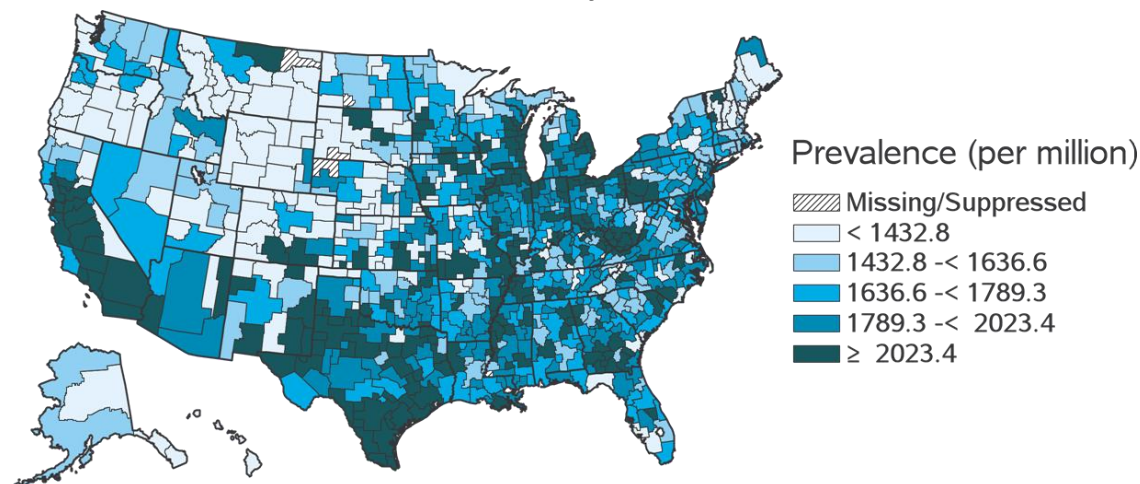 Prevalence (per million)
Missing/Suppressed
< 1432.8
1432.8 -< 1636.6
1636.6 -< 1789.3
1789.3 -< 2023.4
≥ 2023.4